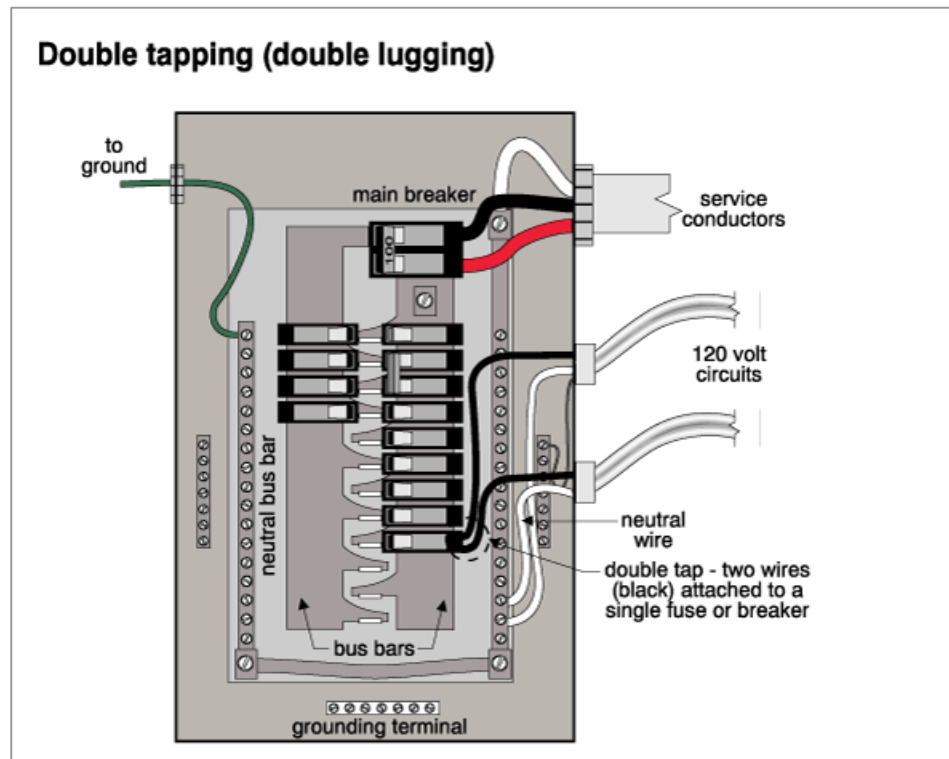 Double tapping (double lugging)
to
ground
main breaker
service
conductors
100
120 volt
circuits
neutral bus bar
neutral
wire
double tap - two wires
(black) attached to a
single fuse or breaker
bus bars
grounding terminal